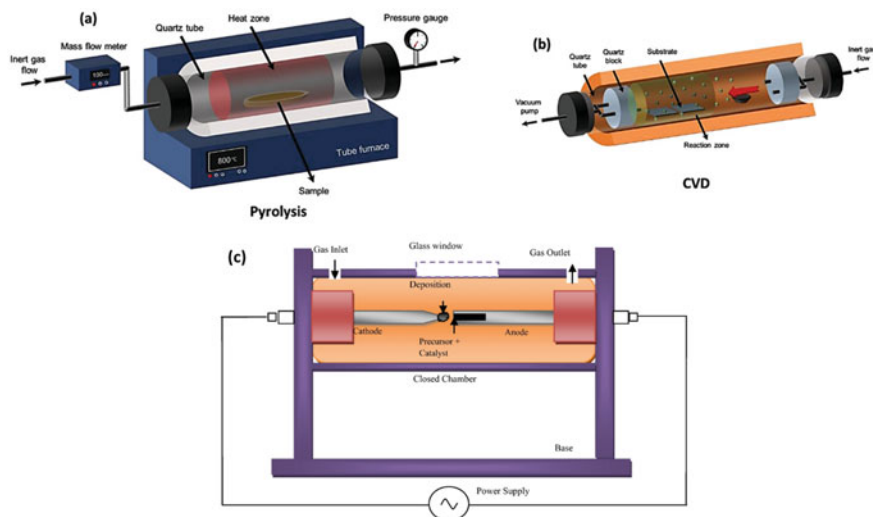 (a)
Inert gas
flow
Mass flow meter
Quartz tube
Heat zone
Pressure gauge
800°C
Tube furnace
Sample
Pyrolysis
(b)
Quartz
tube
Quartz
block
Substrate
Inert gas
flow
Vacuum
pump
Reaction zone
CVD
(c)
Gas Inlet
Glass window
Gas Outlet
Deposition
Cathode
Anode
Precursor +
Catalyst
Closed Chamber
Base
Power Supply